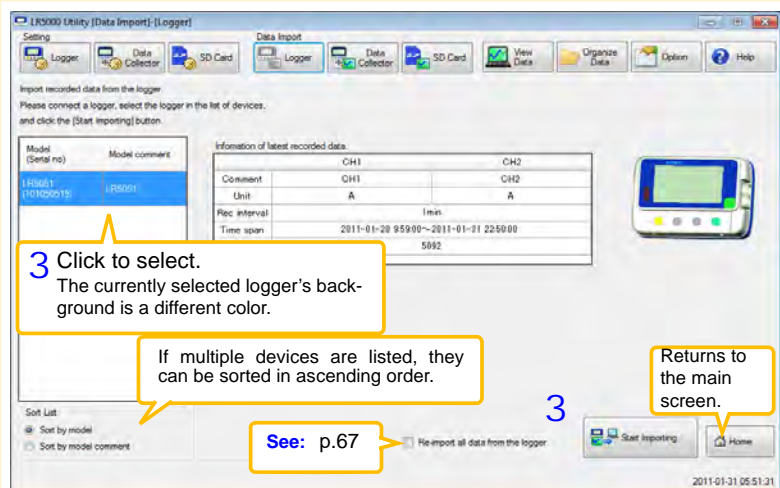 LR5000 Utility [Data Import]-[Logger]
Setting
Data Import
Logger
Data Collector
SD Card
Logger
Data Collector
SD Card
View Data
Organize Data
Option
Help
Import recorded data from the logger
Please connect a logger, select the logger in the list of devices,
and click the [Start importing] button.
Model (Serial no)
Model comment
LR5051 (101050515)
LR5051
Infomation of latest recorded data
CH1 CH2
Comment CH1 CH2
Unit A A
Rec interval 1min
Time span 2011-01-28 9:59:00~2011-01-31 22:50:00
5092
3 Click to select.
The currently selected logger's back-
ground is a different color.
If multiple devices are listed, they
can be sorted in ascending order.
Returns to
the main
screen.
Sort List
Sort by model
Sort by model comment
See: p.67
Re-import all data from the logger
3
Start Importing
Home
2011-01-31 05:51:31